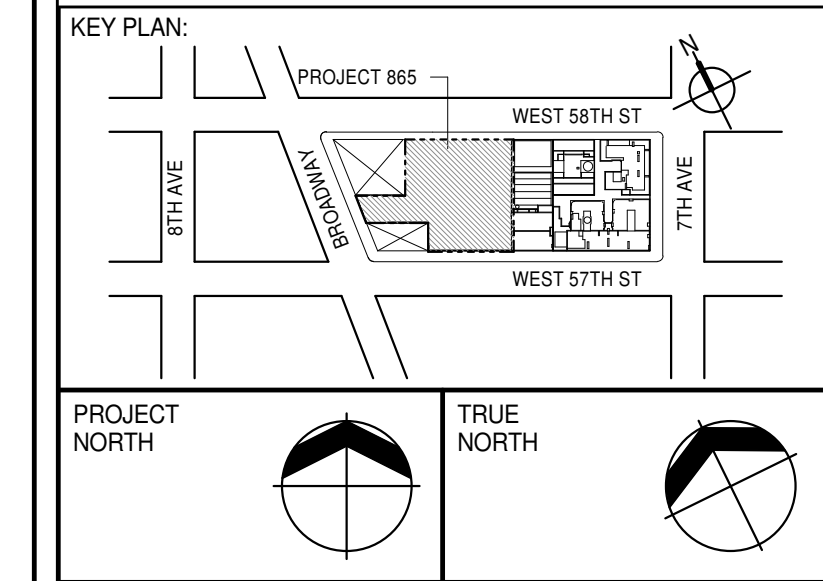 KEY PLAN:
N
PROJECT 865
WEST 58TH ST
8TH AVE
BROADWAY
7TH AVE
WEST 57TH ST
PROJECT
NORTH
TRUE
NORTH